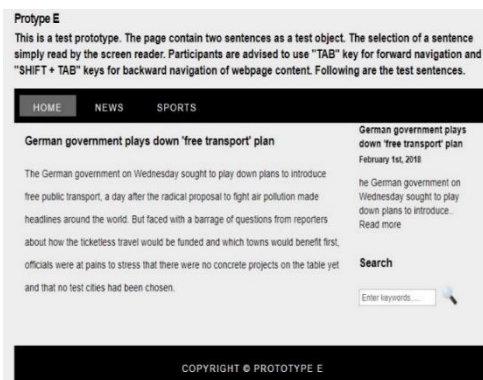 Protype E
This is a test prototype. The page contain two sentences as a test object. The selection of a sentence
simply read by the screen reader. Participants are advised to use "TAB" key for forward navigation and
"SHIFT + TAB" keys for backward navigation of webpage content. Following are the test sentences.
HOME NEWS SPORTS
German government plays down 'free transport' plan
The German government on Wednesday sought to play down plans to introduce
free public transport, a day after the radical proposal to fight air pollution made
headlines around the world. But faced with a barrage of questions from reporters
about how the ticketless travel would be funded and which towns would benefit first,
officials were at pains to stress that there were no concrete projects on the table yet
and that no test cities had been chosen.
German government plays
down 'free transport' plan
February 1st, 2018
he German government on
Wednesday sought to play
down plans to introduce..
Read more
Search
Enter keywords.....
COPYRIGHT © PROTOTYPE E